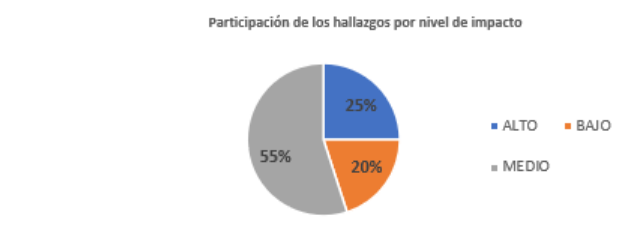 Participación de los hallazgos por nivel de impacto
25%
55%
20%
ALTO BAJO
MEDIO